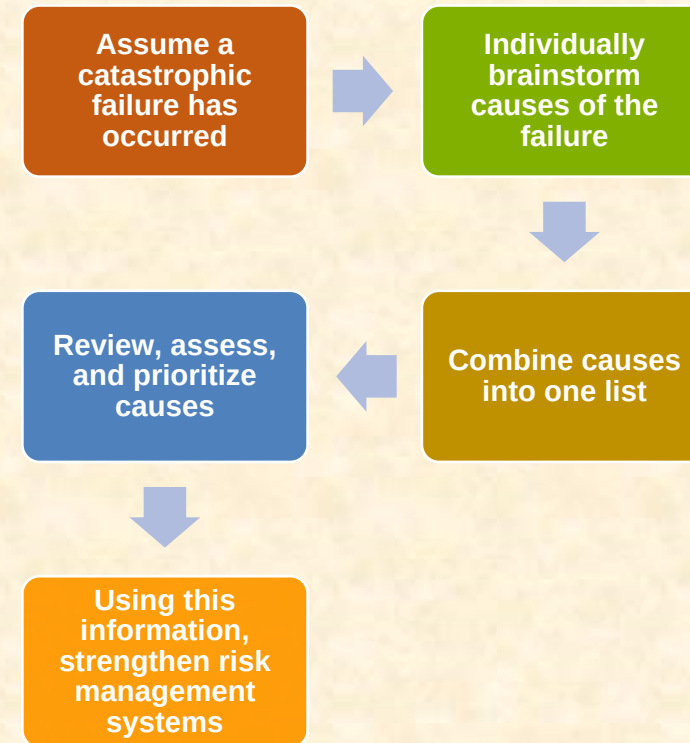 Assume a
catastrophic
failure has
occurred
Individually
brainstorm
causes of the
failure
Combine causes
into one list
Review, assess,
and prioritize
causes
Using this
information,
strengthen risk
management
systems